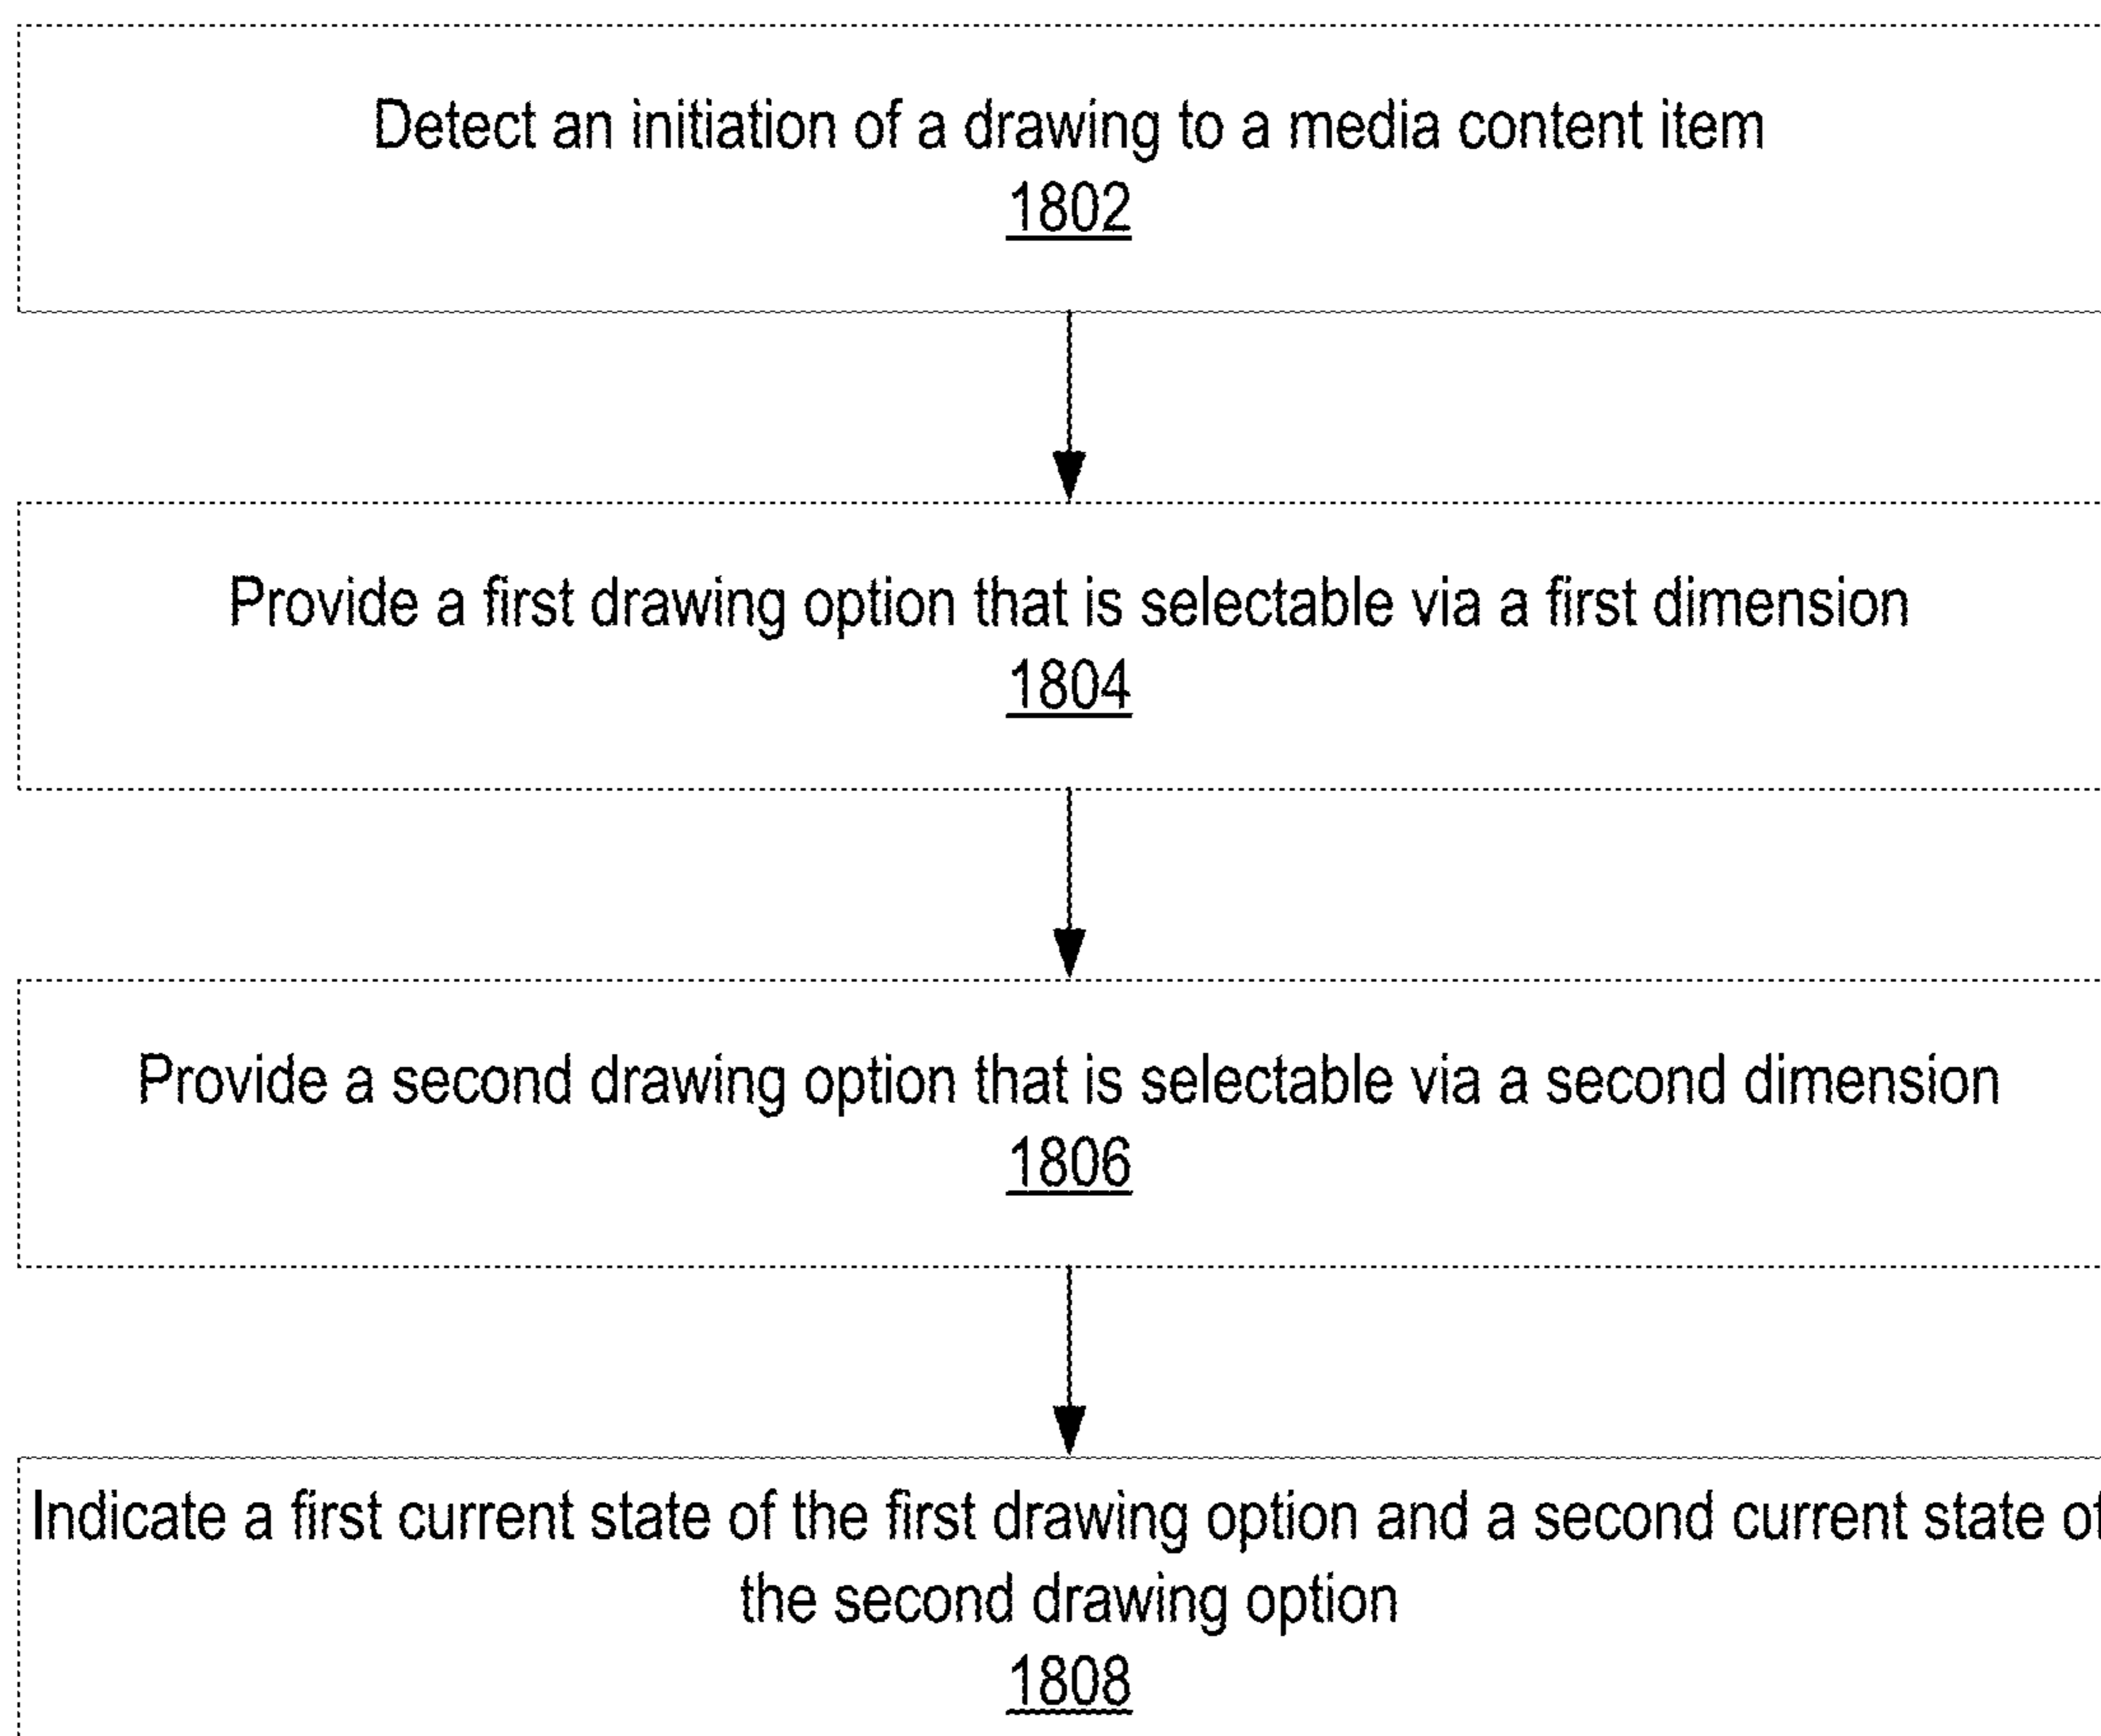 Detect an initiation of a drawing to a media content item
1802
Provide a first drawing option that is selectable via a first dimension
1804
Provide a second drawing option that is selectable via a second dimension
1806
Indicate a first current state of the first drawing option and a second current state of
the second drawing option
1808